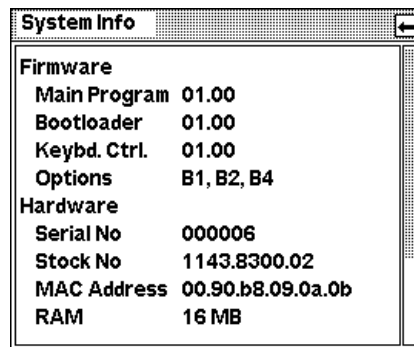 System Info
Firmware
Main Program 01.00
Bootloader 01.00
Keybd. Ctrl. 01.00
Options B1, B2, B4
Hardware
Serial No 000006
Stock No 1143.8300.02
MAC Address 00.90.b8.09.0a.0b
RAM 16 MB